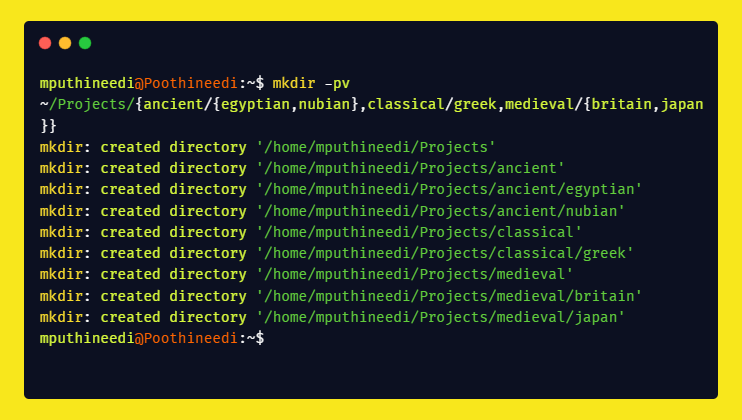 mputhineedi@Poothineedi:~$ mkdir -pv
~/Projects/{ancient/{egyptian,nubian},classical/greek,medieval/{britain,japan
}}
mkdir: created directory '/home/mputhineedi/Projects'
mkdir: created directory '/home/mputhineedi/Projects/ancient'
mkdir: created directory '/home/mputhineedi/Projects/ancient/egyptian'
mkdir: created directory '/home/mputhineedi/Projects/ancient/nubian'
mkdir: created directory '/home/mputhineedi/Projects/classical'
mkdir: created directory '/home/mputhineedi/Projects/classical/greek'
mkdir: created directory '/home/mputhineedi/Projects/medieval'
mkdir: created directory '/home/mputhineedi/Projects/medieval/britain'
mkdir: created directory '/home/mputhineedi/Projects/medieval/japan'
mputhineedi@Poothineedi:~$